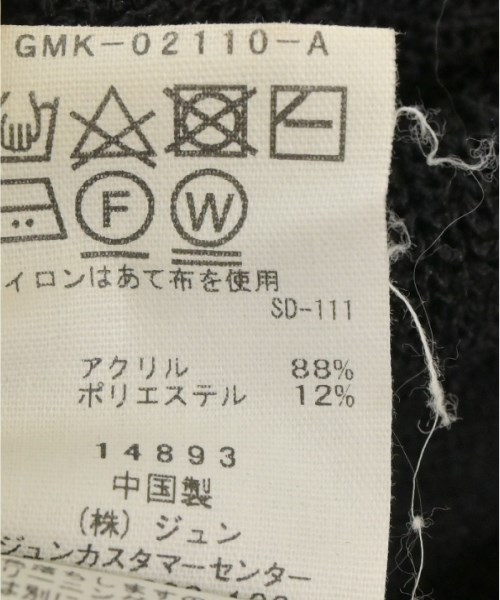 GMK-02110-A
F W
イロンはあて布を使用
SD-111
アクリル 88%
ポリエステル 12%
14893
中国製
(株)ジュン
ジュンカスタマーセンター